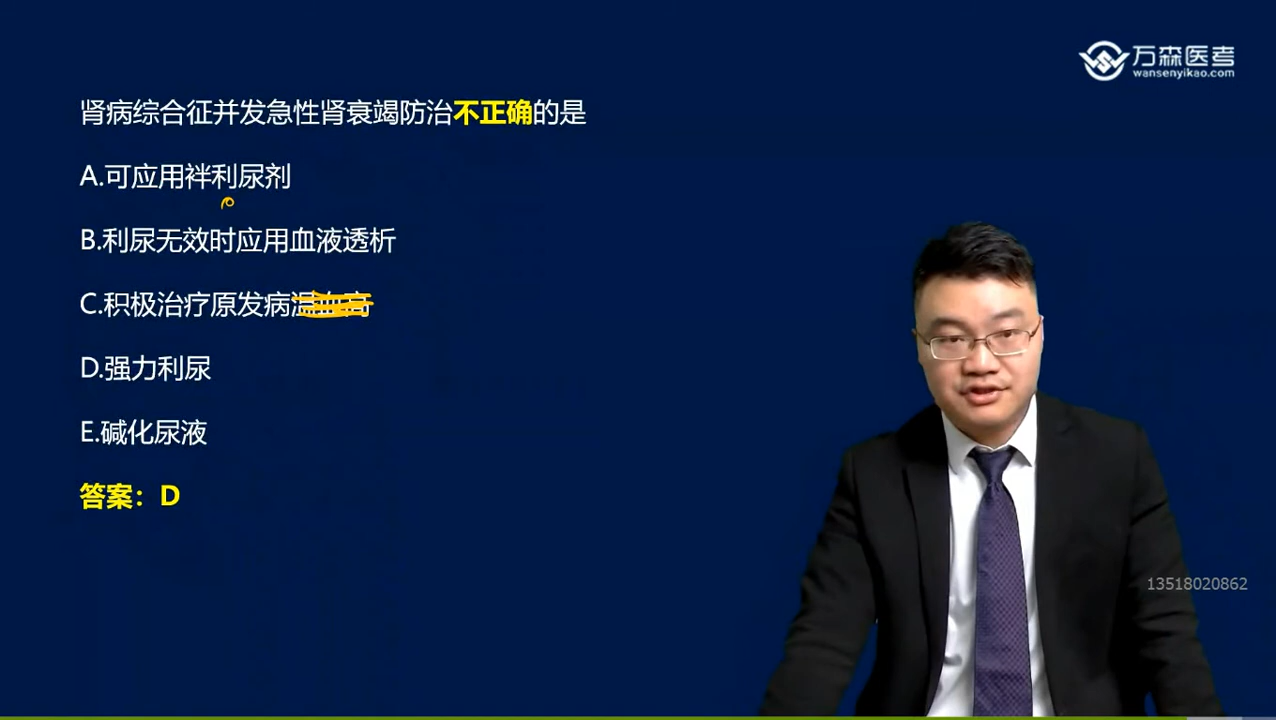 万森医考
wansenyikao.com
肾病综合征并发急性肾衰竭防治不正确的是
A.可应用袢利尿剂
B.利尿无效时应用血液透析
C.积极治疗原发病
D.强力利尿
E.碱化尿液
答案：D
13518020862